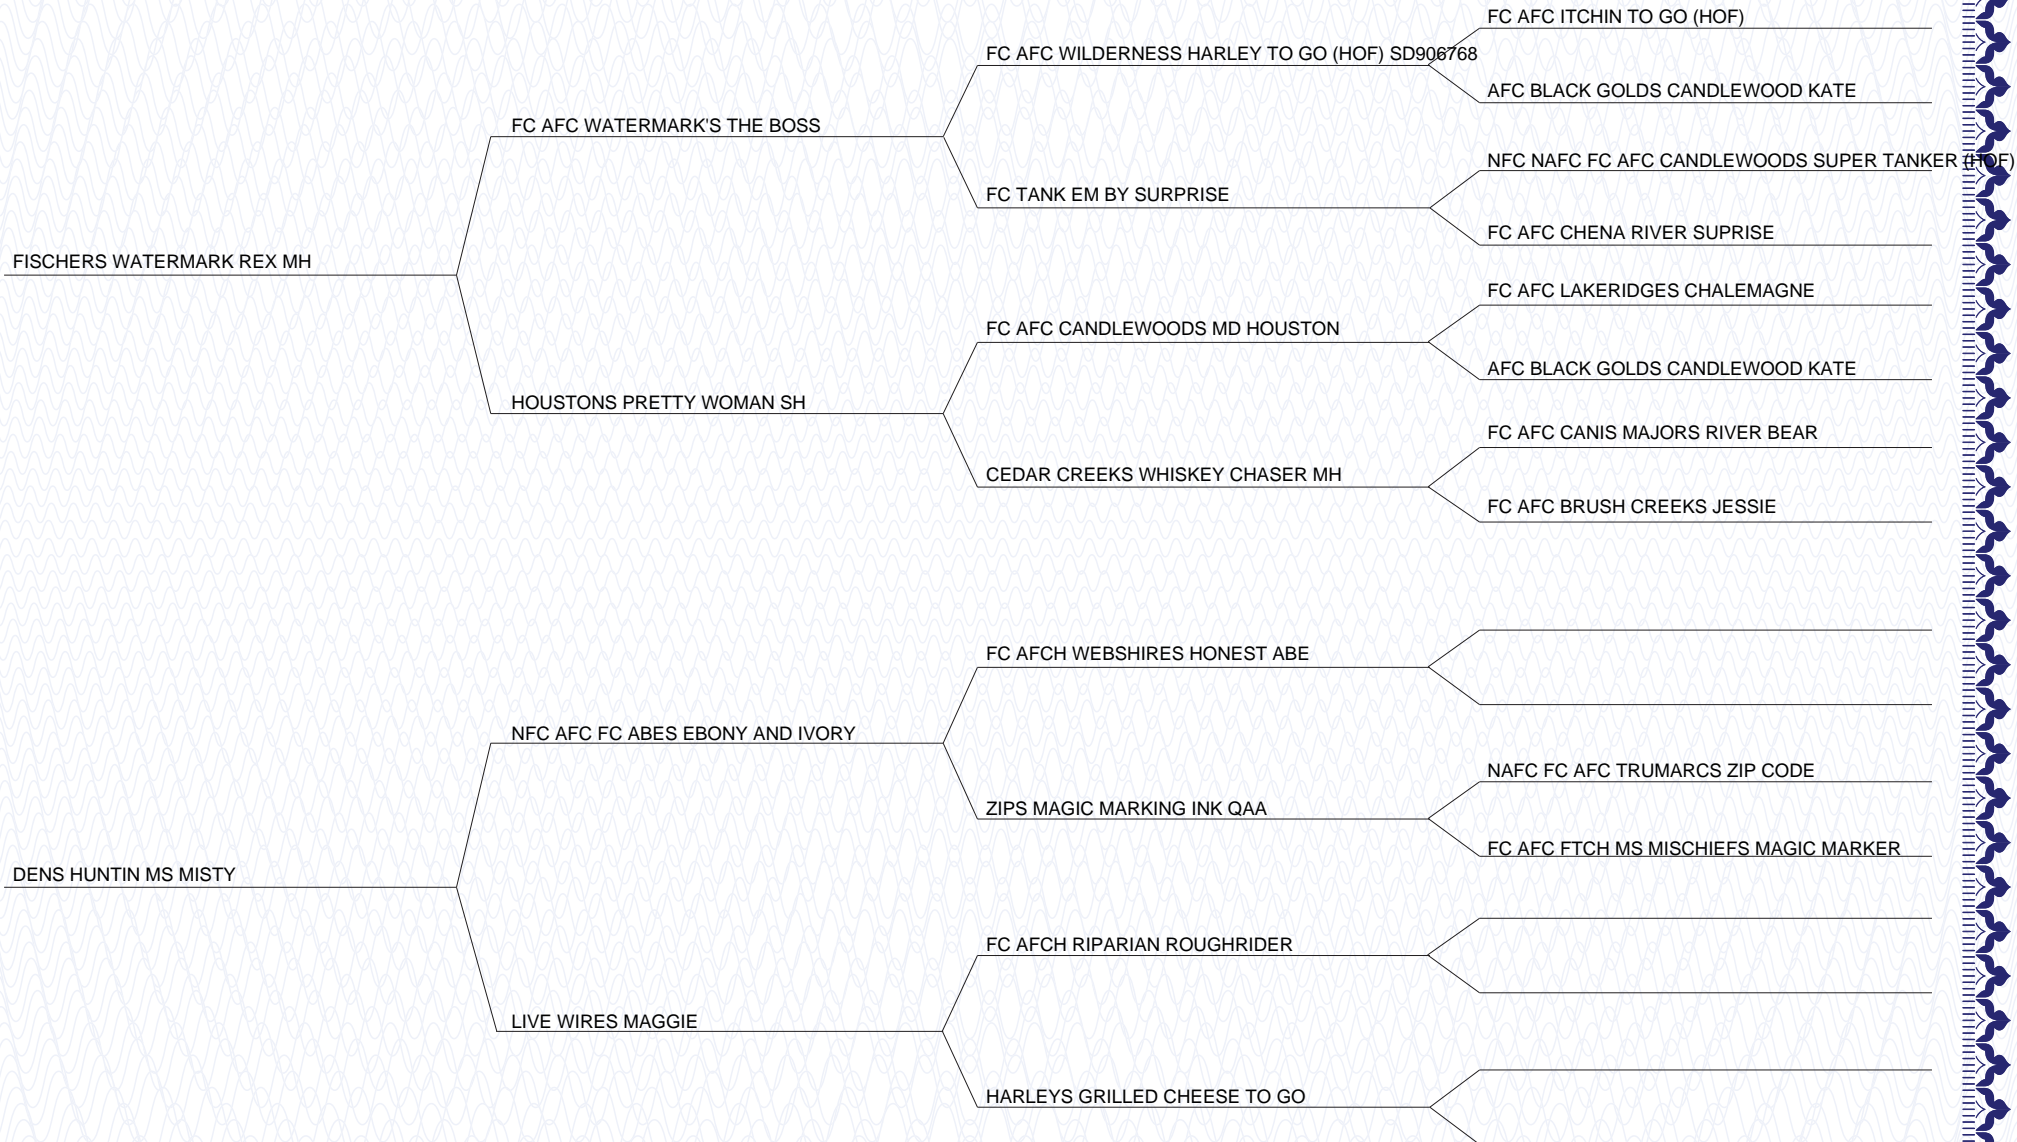 FC AFC ITCHIN TO GO (HOF)
FC AFC WILDERNESS HARLEY TO GO (HOF) SD906768
AFC BLACK GOLDS CANDLEWOOD KATE
FC AFC WATERMARK'S THE BOSS
NFC NAFC FC AFC CANDLEWOODS SUPER TANKER (HOF)
FC TANK EM BY SURPRISE
FC AFC CHENA RIVER SUPRISE
FISCHERS WATERMARK REX MH
FC AFC LAKERIDGES CHALEMAGNE
FC AFC CANDLEWOODS MD HOUSTON
AFC BLACK GOLDS CANDLEWOOD KATE
HOUSTONS PRETTY WOMAN SH
FC AFC CANIS MAJORS RIVER BEAR
CEDAR CREEKS WHISKEY CHASER MH
FC AFC BRUSH CREEKS JESSIE
FC AFCH WEBSHIRES HONEST ABE
NFC AFC FC ABES EBONY AND IVORY
NAFC FC AFC TRUMARCS ZIP CODE
ZIPS MAGIC MARKING INK QAA
FC AFC FTCH MS MISCHIEFS MAGIC MARKER
DENS HUNTIN MS MISTY
FC AFCH RIPARIAN ROUGHRIDER
LIVE WIRES MAGGIE
HARLEYS GRILLED CHEESE TO GO